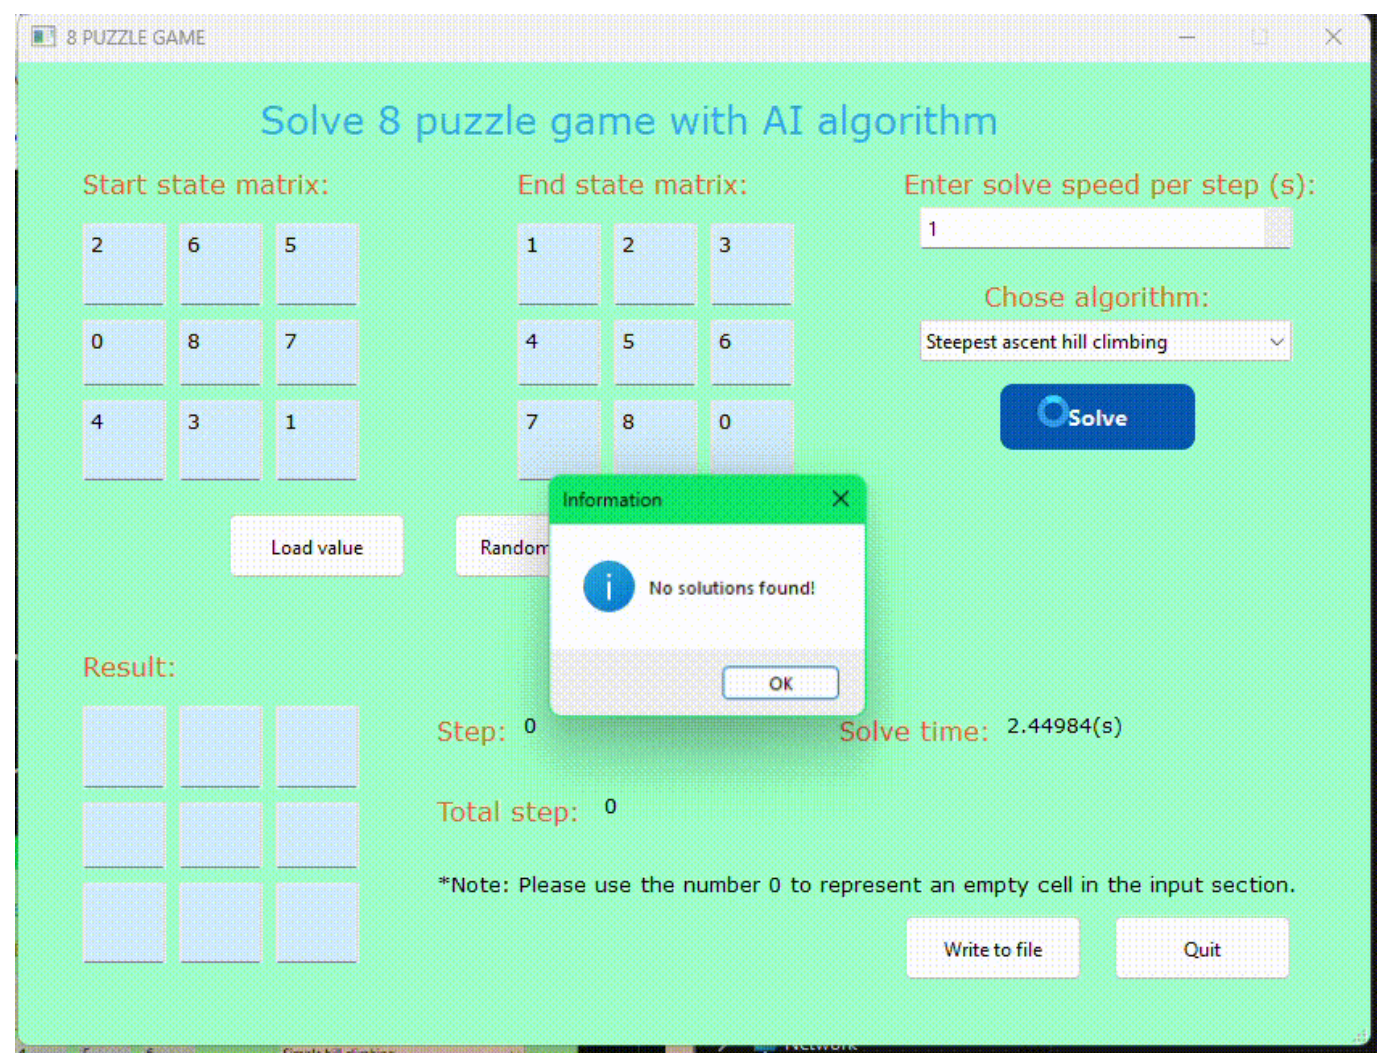 8 PUZZLE GAME
Solve 8 puzzle game with AI algorithm
Start state matrix:
End state matrix:
Enter solve speed per step (s):
1
2 6 5
1 2 3
Chose algorithm:
0 8 7
4 5 6
Steepest ascent hill climbing
4 3 1
7 8 0
Solve
Information
Load value
Random
No solutions found!
OK
Result:
Step: 0
Solve time: 2.44984(s)
Total step: 0
*Note: Please use the number 0 to represent an empty cell in the input section.
Write to file
Quit